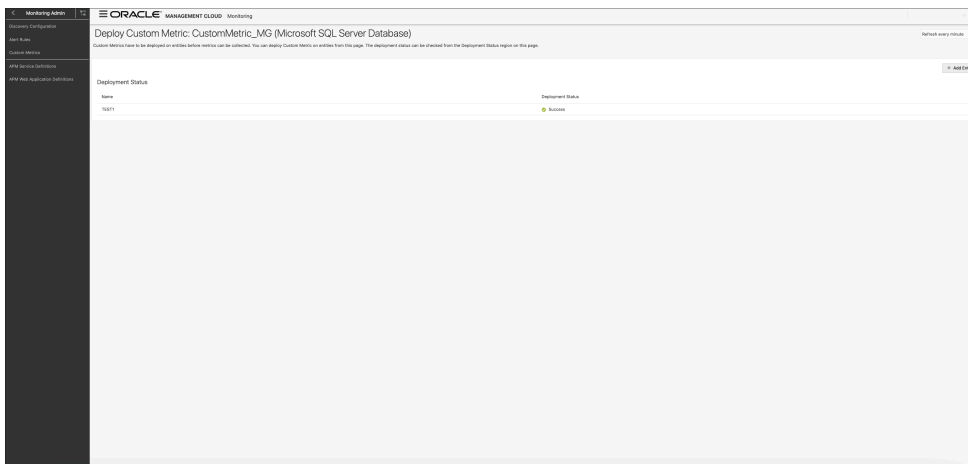 Monitoring Admin
Discovery Configuration
Alert Rules
Custom Metrics
APM Service Definitions
APM Web Application Definitions
ORACLE MANAGEMENT CLOUD Monitoring
Deploy Custom Metric: CustomMetric_MG (Microsoft SQL Server Database)
Refresh every minute
Custom Metrics have to be deployed on entities before metrics can be collected. You can deploy Custom Metric on entities from this page. The deployment status can be checked from the Deployment Status region on this page.
+ Add Ent
Deployment Status
Name Deployment Status
TEST1 Success